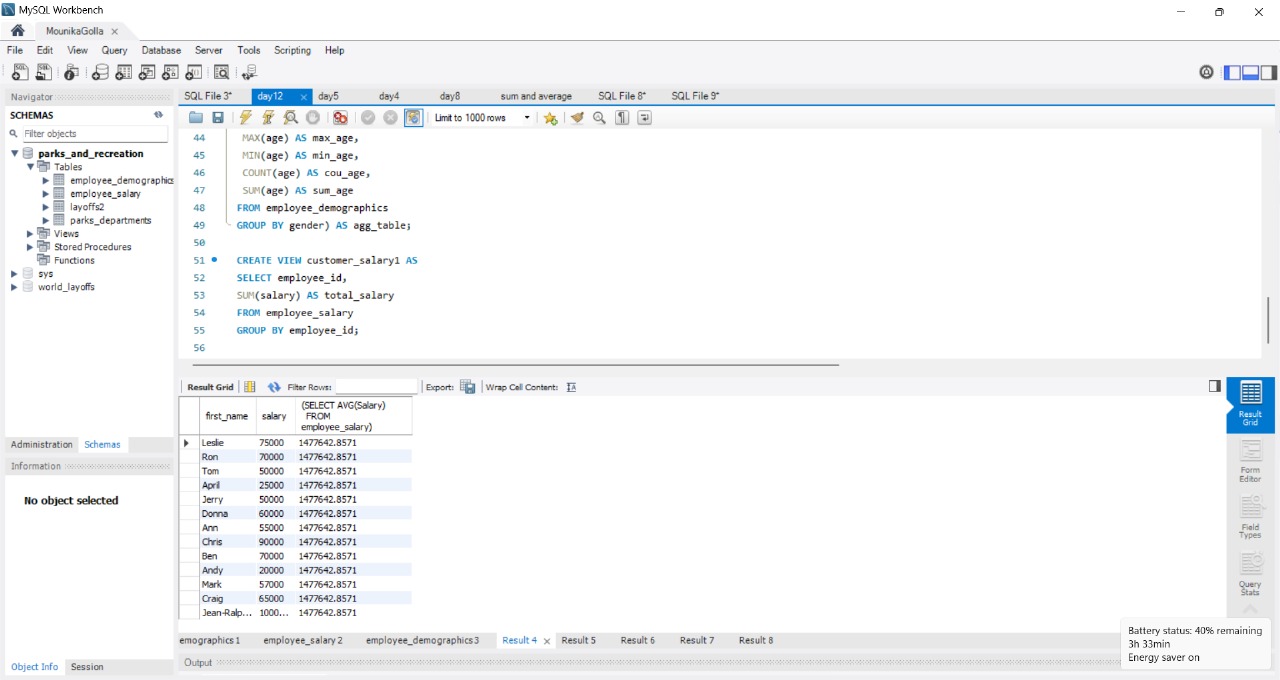 MySQL Workbench
MounikaGolla
File Edit View Query Database Server Tools Scripting Help
Navigator
SCHEMAS
Filter objects
parks_and_recreation
Tables
employee_demographics
employee_salary
layoffs2
parks_departments
Views
Stored Procedures
Functions
sys
world_layoffs
Administration Schemas
Information
No object selected
Object Info Session
SQL File 3* day12 day5 day4 day8 sum and average SQL File 8* SQL File 9*
Limit to 1000 rows
44 MAX(age) AS max_age,
45 MIN(age) AS min_age,
46 COUNT(age) AS cou_age,
47 SUM(age) AS sum_age
48 FROM employee_demographics
49 GROUP BY gender) AS agg_table;
50
51 CREATE VIEW customer_salary1 AS
52 SELECT employee_id,
53 SUM(salary) AS total_salary
54 FROM employee_salary
55 GROUP BY employee_id;
56
Result Grid Filter Rows: Export: Wrap Cell Content:
first_name salary (SELECT AVG(Salary)
FROM
employee_salary)
Leslie 75000 1477642.8571
Ron 70000 1477642.8571
Tom 50000 1477642.8571
April 25000 1477642.8571
Jerry 50000 1477642.8571
Donna 60000 1477642.8571
Ann 55000 1477642.8571
Chris 90000 1477642.8571
Ben 70000 1477642.8571
Andy 20000 1477642.8571
Mark 57000 1477642.8571
Craig 65000 1477642.8571
Jean-Ralp... 1000... 1477642.8571
Result
Grid
Form
Editor
Field
Types
Query
Stats
emographics 1 employee_salary 2 employee_demographics 3 Result 4 Result 5 Result 6 Result 7 Result 8
Output
Battery status: 40% remaining
3h 33min
Energy saver on